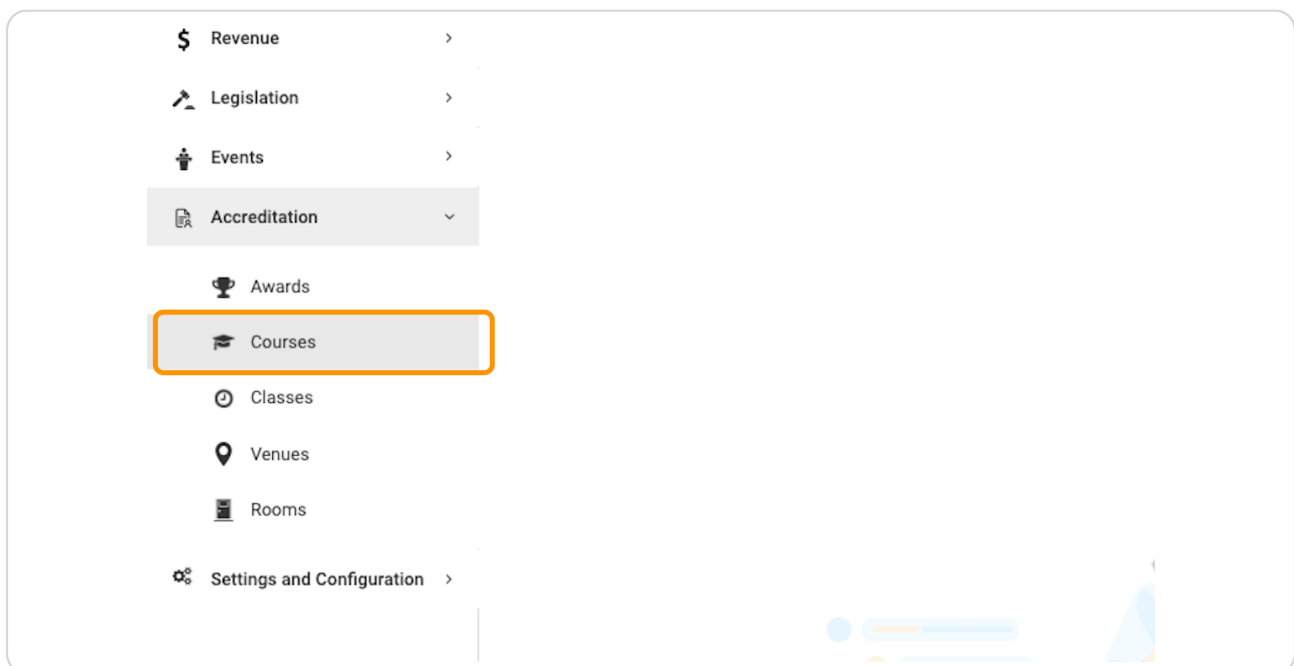 Revenue
Legislation
Events
Accreditation
Awards
Courses
Classes
Venues
Rooms
Settings and Configuration